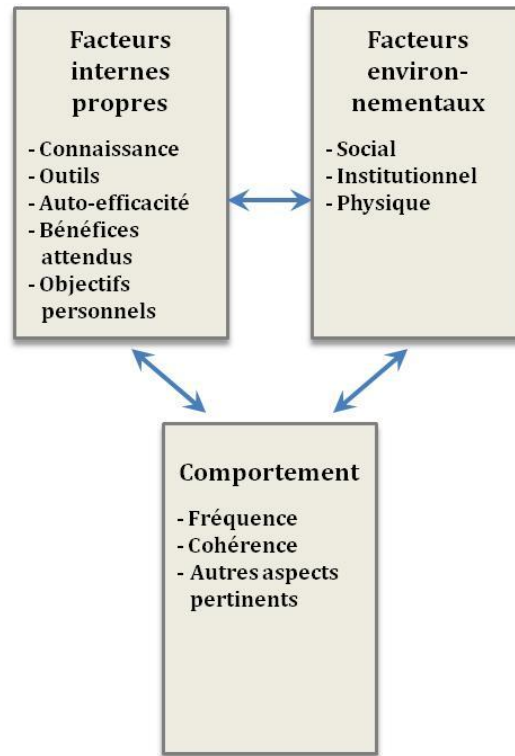 Facteurs
internes
propres
- Connaissance
- Outils
- Auto-efficacité
- Bénéfices
attendus
- Objectifs
personnels
Facteurs
environ-
nementaux
- Social
- Institutionnel
- Physique
Comportement
- Fréquence
- Cohérence
- Autres aspects
pertinents